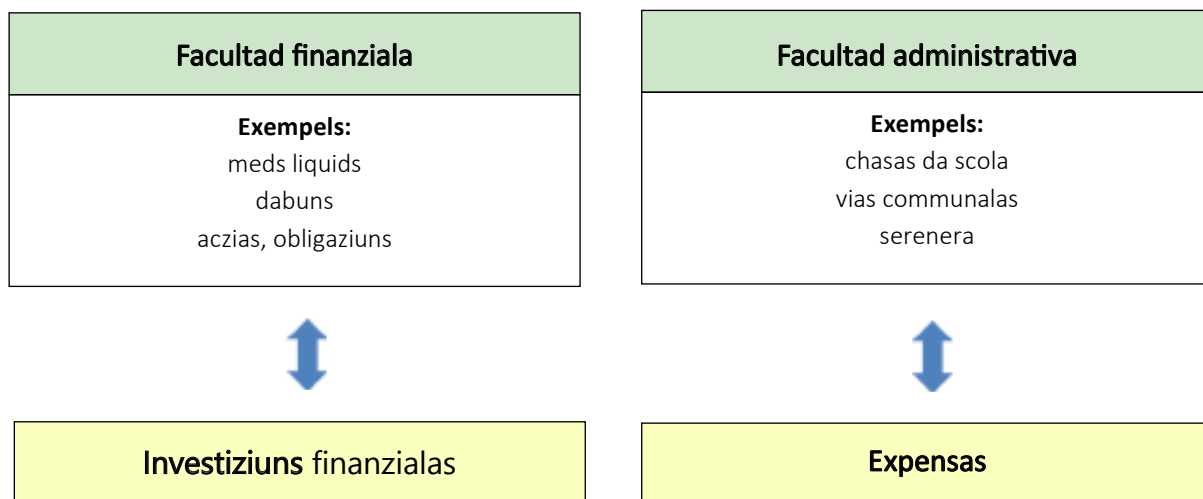 Facultad finanziala
Exempels:
meds liquids
dabuns
aczias, obligaziuns
Investiziuns finanzialas
Facultad administrativa
Exempels:
chasas da scola
vias communalas
serenera
Expensas